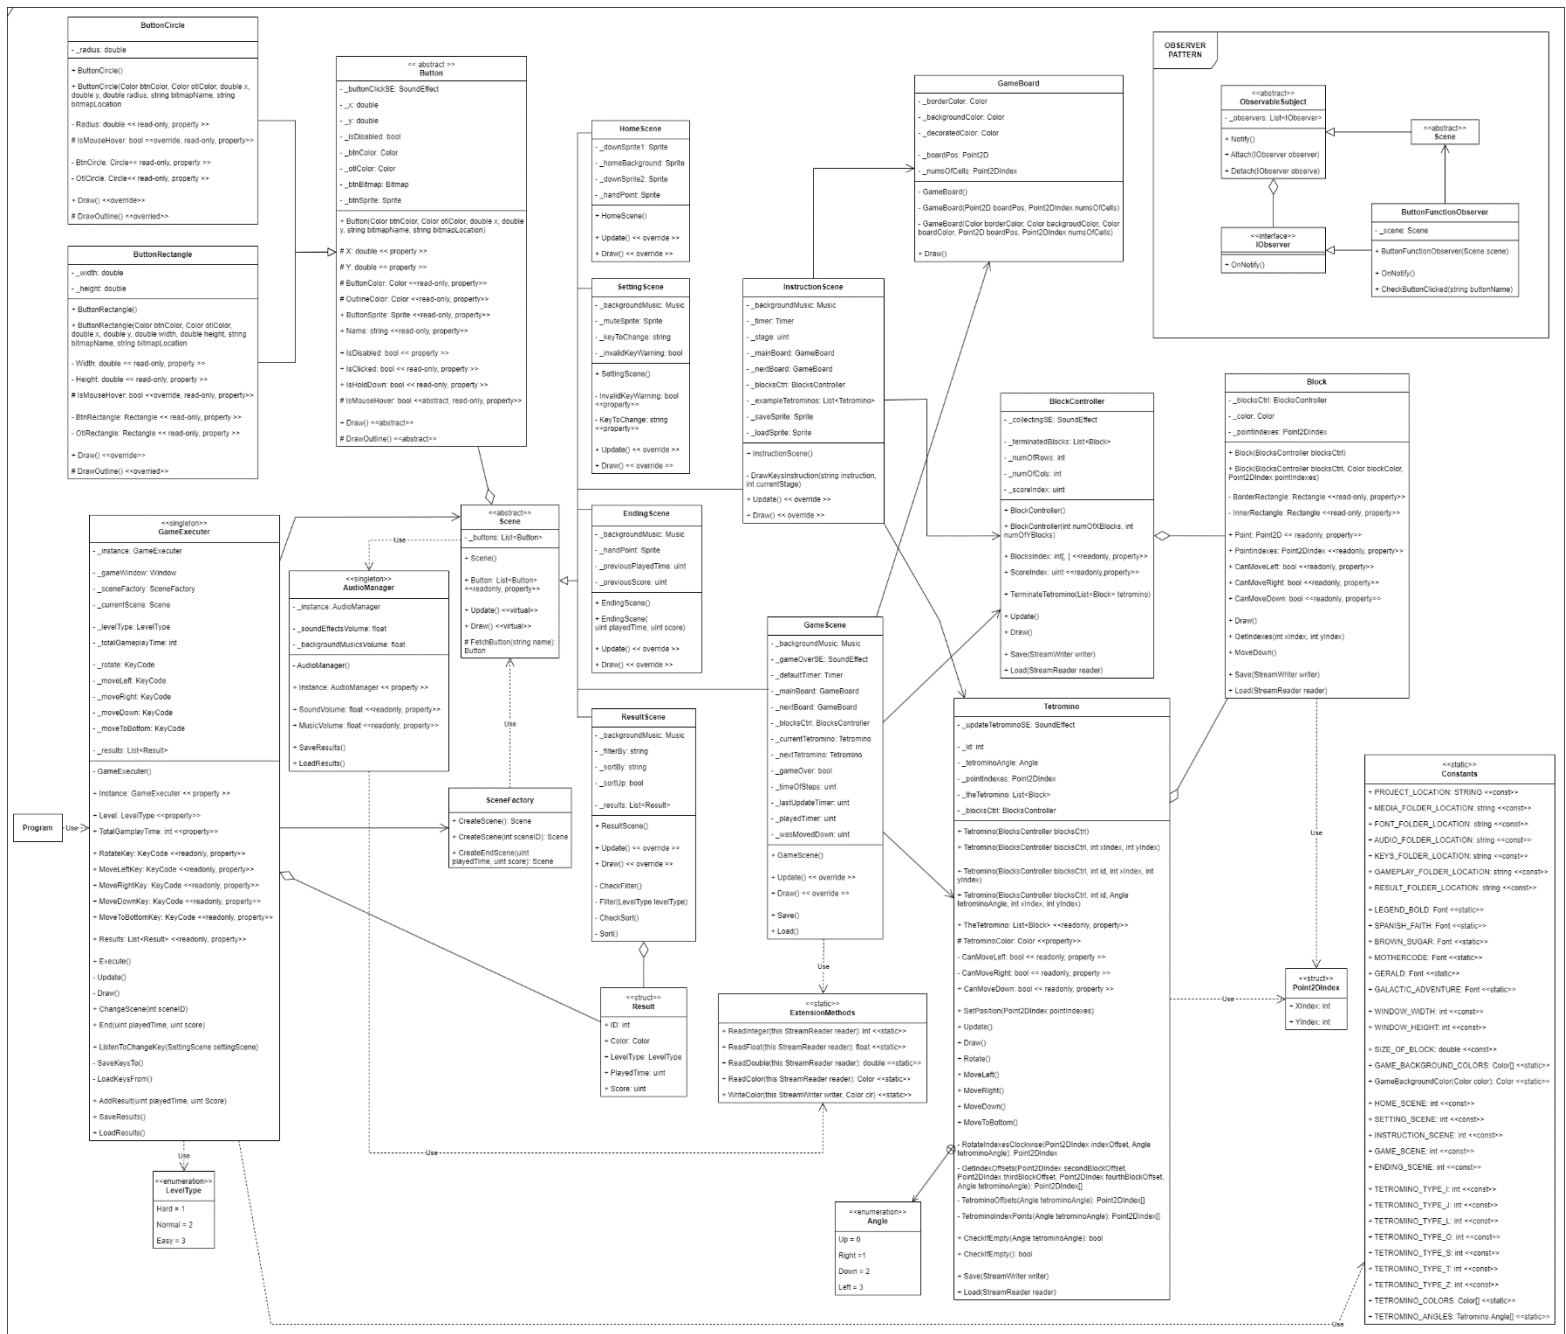 ButtonCircle
- _radius: double
+ ButtonCircle()
+ ButtonCircle(Color btnColor, Color otlColor, double x,
double y, double radius, string bitmapName, string
bitmapLocation
- Radius: double << read-only, property >>
# IsMouseHover: bool <<override, read-only, property>>
- BtnCircle: Circle<< read-only, property >>
- OtlCircle: Circle<< read-only, property >>
+ Draw() <<override>>
# DrawOutline() <<overried>>
ButtonRectangle
- _width: double
- _height: double
+ ButtonRectangle()
+ ButtonRectangle(Color btnColor, Color otlColor,
double x, double y, double width, double height, string
bitmapName, string bitmapLocation
- Width: double << read-only, property >>
- Height: double << read-only, property >>
# IsMouseHover: bool <<override, read-only, property>>
- BtnRectangle: Rectangle << read-only, property >>
- OtlRectangle: Rectangle << read-only, property >>
+ Draw() <<override>>
# DrawOutline() <<overried>>
<< abstract >>
Button
- _buttonClickSE: SoundEffect
- _x: double
- _y: double
- _isDisabled: bool
- _btnColor: Color
- _otlColor: Color
- _btnBitmap: Bitmap
- _btnSprite: Sprite
+ Button(Color btnColor, Color otlColor, double x, double
y, string bitmapName, string bitmapLocation)
# X: double << property >>
# Y: double << property >>
# ButtonColor: Color <<read-only, property>>
# OutlineColor: Color <<read-only, property>>
+ ButtonSprite: Sprite <<read-only, property>>
+ Name: string <<read-only, property>>
+ IsDisabled: bool << property >>
+ IsClicked: bool << read-only, property >>
+ IsHoldDown: bool << read-only, property >>
# IsMouseHover: bool <<abstract, read-only, property>>
+ Draw() <<abstract>>
# DrawOutline() <<abstract>>
HomeScene
- _downSprite1: Sprite
- _homeBackground: Sprite
- _downSprite2: Sprite
- _handPoint: Sprite
+ HomeScene()
+ Update() << override >>
+ Draw() << override >>
SettingScene
- _backgroundMusic: Music
- _muteSprite: Sprite
- _keyToChange: string
- _invalidKeyWarning: bool
+ SettingScene()
- InvalidKeyWarning: bool
<<property>>
- KeyToChange: string
<<property>>
+ Update() << override >>
+ Draw() << override >>
EndingScene
- _backgroundMusic: Music
- _handPoint: Sprite
- _previousPlayedTime: uint
- _previousScore: uint
+ EndingScene()
+ EndingScene(
uint playedTime, uint score)
+ Update() << override >>
+ Draw() << override >>
ResultScene
- _backgroundMusic: Music
- _filterBy: string
- _sortBy: string
- _sortUp: bool
- _results: List<Result>
+ ResultScene()
+ Update() << override >>
+ Draw() << override >>
- CheckFilter()
- Filter(LevelType levelType)
- CheckSort()
- Sort()
<<struct>>
Result
+ ID: int
+ Color: Color
+ LevelType: LevelType
+ PlayedTime: uint
+ Score: uint
GameBoard
- _borderColor: Color
- _backgroundColor: Color
- _decoratedColor: Color
- _boardPos: Point2D
- _numsOfCells: Point2DIndex
- GameBoard()
- GameBoard(Point2D boardPos, Point2DIndex numsOfCells)
- GameBoard(Color borderColor, Color backgroudColor, Color
boardColor, Point2D boardPos, Point2DIndex numsOfCells)
+ Draw()
InstructionScene
- _backgroundMusic: Music
- _timer: Timer
- _stage: uint
- _mainBoard: GameBoard
- _nextBoard: GameBoard
- _blocksCtrl: BlocksController
- _exampleTetrominos: List<Tetromino>
- _saveSprite: Sprite
- _loadSprite: Sprite
+ InstructionScene()
- DrawKeysInstruction(string instruction,
int currentStage)
+ Update() << override >>
+ Draw() << override >>
OBSERVER
PATTERN
<<abstract>>
ObservableSubject
- _observers: List<IObserver>
+ Notify()
+ Attach(IObserver observer)
+ Detach(IObserver observe)
<<abstract>>
Scene
<<interface>>
IObserver
+ OnNotify()
ButtonFunctionObserver
- _scene: Scene
+ ButtonFunctionObserver(Scene scene)
+ OnNotify()
+ CheckButtonClicked(string buttonName)
BlockController
- _collectingSE: SoundEffect
- _terminatedBlocks: List<Block>
- _numOfRows: int
- _numOfCols: int
- _scoreIndex: uint
+ BlockController()
+ BlockController(int numOfXBlocks, int
numOfYBlocks)
+ BlocksIndex: int[, ] <<readonly, property>>
+ ScoreIndex: uint <<readonly,property>>
+ TerminateTetromino(List<Block> tetromino)
+ Update()
+ Draw()
+ Save(StreamWriter writer)
+ Load(StreamReader reader)
Block
- _blocksCtrl: BlocksController
- _color: Color
- _pointIndexes: Point2DIndex
+ Block(BlocksController blocksCtrl)
+ Block(BlocksController blocksCtrl, Color blockColor,
Point2DIndex pointIndexes)
- BorderRectangle: Rectangle <<read-only, property>>
- InnerRectangle: Rectangle <<read-only, property>>
+ Point: Point2D << readonly, property>>
+ PointIndexes: Point2DIndex <<readonly, property>>
+ CanMoveLeft: bool <<readonly, property>>
+ CanMoveRight: bool <<readonly, property>>
+ CanMoveDown: bool <<readonly, property>>
+ Draw()
+ GetIndexes(int xIndex, int yIndex)
+ MoveDown()
+ Save(StreamWriter writer)
+ Load(StreamReader reader)
<<singleton>>
GameExecuter
- _instance: GameExecuter
- _gameWindow: Window
- _sceneFactory: SceneFactory
- _currentScene: Scene
- _levelType: LevelType
- _totalGameplayTime: int
- _rotate: KeyCode
- _moveLeft: KeyCode
- _moveRight: KeyCode
- _moveDown: KeyCode
- _moveToBottom: KeyCode
- _results: List<Result>
- GameExecuter()
+ Instance: GameExecuter << property >>
+ Level: LevelType <<property>>
+ TotalGamplayTime: int <<property>>
+ RotateKey: KeyCode <<readonly, property>>
+ MoveLeftKey: KeyCode <<readonly, property>>
+ MoveRightKey: KeyCode <<readonly, property>>
+ MoveDownKey: KeyCode <<readonly, property>>
+ MoveToBottomKey: KeyCode <<readonly, property>>
+ Results: List<Result> <<readonly, property>>
+ Execute()
- Update()
- Draw()
+ ChangeScene(int sceneID)
+ End(uint playedTime, uint score)
+ ListenToChangeKey(SettingScene settingScene)
- SaveKeysTo()
- LoadKeysFrom()
+ AddResult(uint playedTime, uint Score)
+ SaveResults()
+ LoadResults()
Program
Use
Use
<<enumeration>>
LevelType
Hard = 1
Normal = 2
Easy = 3
<<singleton>>
AudioManager
- _instance: AudioManager
- _soundEffectsVolume: float
- _backgroundMusicsVolume: float
- AudioManager()
+ Instance: AudioManager << property >>
+ SoundVolume: float <<readonly, property>>
+ MusicVolume: float <<readonly, property>>
+ SaveResults()
+ LoadResults()
Use
<<abstract>>
Scene
- _buttons: List<Button>
+ Scene()
+ Button: List<Button>
<<readonly, property>>
+ Update() <<virtual>>
+ Draw() <<virtual>>
# FetchButton(string name):
Button
Use
SceneFactory
+ CreateScene(): Scene
+ CreateScene(int sceneID): Scene
+ CreateEndScene(uint
playedTime, uint score): Scene
GameScene
- _backgroundMusic: Music
- _gameOverSE: SoundEffect
- _defaultTimer: Timer
- _mainBoard: GameBoard
- _nextBoard: GameBoard
- _blocksCtrl: BlocksController
- _currentTetromino: Tetromino
- _nextTetromino: Tetromino
- _gameOver: bool
- _timeOfSteps: uint
- _lastUpdateTimer: uint
- _playedTimer: uint
- _wasMovedDown: uint
+ GameScene()
+ Update() << override >>
+ Draw() << override >>
+ Save()
+ Load()
Use
<<static>>
ExtensionMethods
+ ReadInteger(this StreamReader reader): int <<static>>
+ ReadFloat(this StreamReader reader): float <<static>>
+ ReadDouble(this StreamReader reader): double <<static>>
+ ReadColor(this StreamReader reader): Color <<static>>
+ WriteColor(this StreamWriter writer, Color clr) <<static>>
Use
Tetromino
- _updateTetrominoSE: SoundEffect
- _id: int
- _tetrominoAngle: Angle
- _pointIndexes: Point2DIndex
- _theTetromino: List<Block>
- _blocksCtrl: BlocksController
+ Tetromino(BlocksController blocksCtrl)
+ Tetromino(BlocksController blocksCtrl, int xIndex, int yIndex)
+ Tetromino(BlocksController blocksCtrl, int id, int xIndex, int
yIndex)
+ Tetromino(BlocksController blocksCtrl, int id, Angle
tetrominoAngle, int xIndex, int yIndex)
+ TheTetromino: List<Block> <<readonly, property>>
# TetrominoColor: Color <<property>>
- CanMoveLeft: bool << readonly, property >>
- CanMoveRight: bool << readonly, property >>
+ CanMoveDown: bool << readonly, property >>
+ SetPosition(Point2DIndex pointIndexes)
+ Update()
+ Draw()
+ Rotate()
+ MoveLeft()
+ MoveRight()
+ MoveDown()
+ MoveToBottom()
- RotateIndexesClockwise(Point2DIndex indexOffset, Angle
tetrominoAngle): Point2DIndex
- GetIndexOffsets(Point2DIndex secondBlockOffset,
Point2DIndex thirdBlockOffset, Point2DIndex fourthBlockOffset,
Angle tetrominoAngle): Point2DIndex[]
- TetrominoOffsets(Angle tetrominoAngle): Point2DIndex[]
- TetrominoIndexPoints(Angle tetrominoAngle): Point2DIndex[]
+ CheckIfEmpty(Angle tetrominoAngle): bool
+ CheckIfEmpty(): bool
+ Save(StreamWriter writer)
+ Load(StreamReader reader)
<<enumeration>>
Angle
Up = 0
Right =1
Down = 2
Left = 3
Use
Use
<<struct>>
Point2DIndex
+ XIndex: int
+ YIndex: int
<<static>>
Constants
+ PROJECT_LOCATION: STRING <<const>>
+ MEDIA_FOLDER_LOCATION: string <<const>>
+ FONT_FOLDER_LOCATION: string <<const>>
+ AUDIO_FOLDER_LOCATION: string <<const>>
+ KEYS_FOLDER_LOCATION: string <<const>>
+ GAMEPLAY_FOLDER_LOCATION: string <<const>>
+ RESULT_FOLDER_LOCATION: string <<const>>
+ LEGEND_BOLD: Font <<static>>
+ SPANISH_FAITH: Font <<static>>
+ BROWN_SUGAR: Font <<static>>
+ MOTHERCODE: Font <<static>>
+ GERALD: Font <<static>>
+ GALACTIC_ADVENTURE: Font <<static>>
+ WINDOW_WIDTH: int <<const>>
+ WINDOW_HEIGHT: int <<const>>
+ SIZE_OF_BLOCK: double <<const>>
+ GAME_BACKGROUND_COLORS: Color[] <<static>>
+ GameBackgroundColor(Color color): Color <<static>>
+ HOME_SCENE: int <<const>>
+ SETTING_SCENE: int <<const>>
+ INSTRUCTION_SCENE: int <<const>>
+ GAME_SCENE: int <<const>>
+ ENDING_SCENE: int <<const>>
+ TETROMINO_TYPE_I: int <<const>>
+ TETROMINO_TYPE_J: int <<const>>
+ TETROMINO_TYPE_L: int <<const>>
+ TETROMINO_TYPE_O: int <<const>>
+ TETROMINO_TYPE_S: int <<const>>
+ TETROMINO_TYPE_T: int <<const>>
+ TETROMINO_TYPE_Z: int <<const>>
+ TETROMINO_COLORS: Color[] <<static>>
+ TETROMINO_ANGLES: Tetromino.Angle[] <<static>>
Use